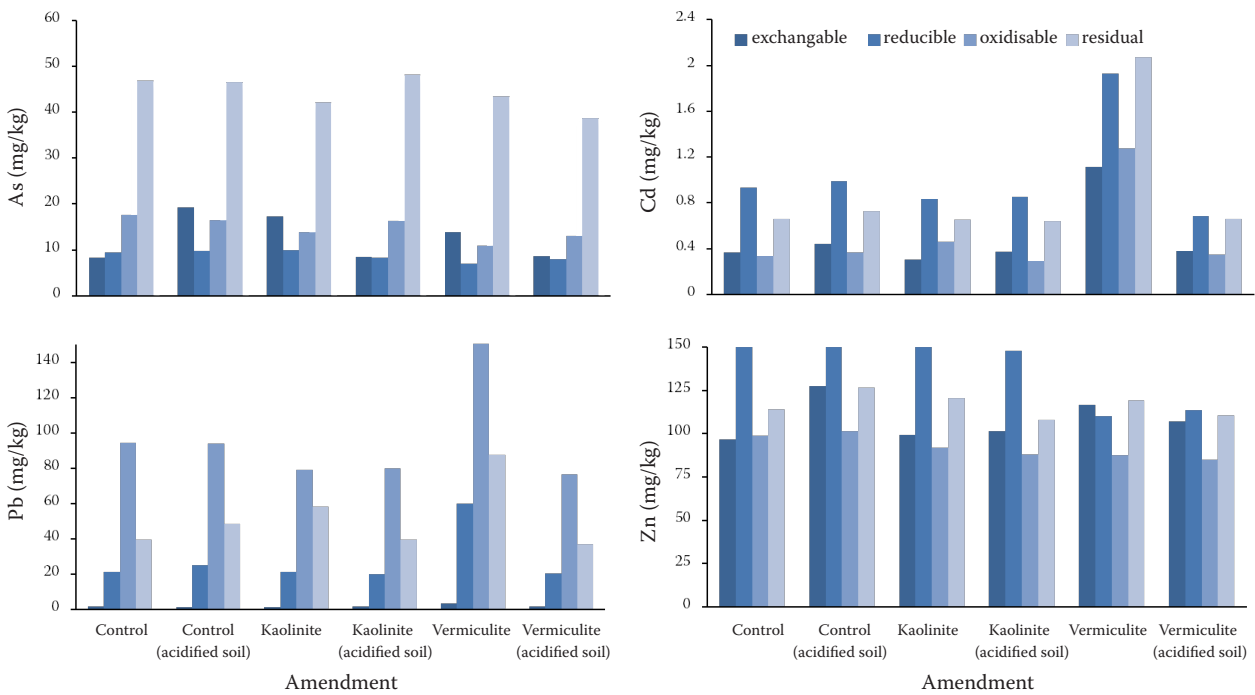 60
50
40
30
20
10
0
As (mg/kg)
2.4
2
1.6
1.2
0.8
0.4
0
Cd (mg/kg)
exchangable reducible oxidisable residual
140
100
80
60
40
20
0
Pb (mg/kg)
Control
Control (acidified soil)
Kaolinite
Kaolinite (acidified soil)
Vermiculite
Vermiculite (acidified soil)
Amendment
150
125
100
75
50
25
0
Zn (mg/kg)
Control
Control (acidified soil)
Kaolinite
Kaolinite (acidified soil)
Vermiculite
Vermiculite (acidified soil)
Amendment